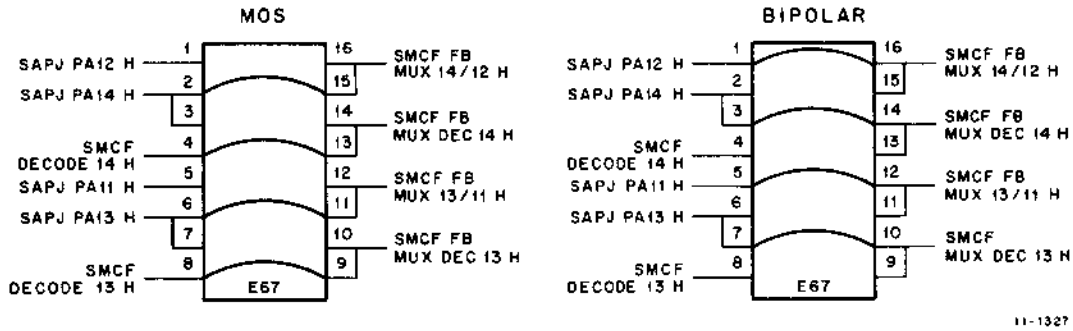 MOS
1
SAPJ PA12 H
2
SAPJ PA14 H
3
4
SMCF
DECODE 14 H
5
SAPJ PA11 H
6
SAPJ PA13 H
7
8
SMCF
DECODE 13 H
E67
16
SMCF FB
MUX 14/12 H
15
14
SMCF FB
MUX DEC 14 H
13
12
SMCF FB
MUX 13/11 H
11
10
SMCF FB
MUX DEC 13 H
9
BIPOLAR
1
SAPJ PA12 H
2
SAPJ PA14 H
3
4
SMCF
DECODE 14 H
5
SAPJ PA11 H
6
SAPJ PA13 H
7
8
SMCF
DECODE 13 H
E67
16
SMCF FB
MUX 14/12 H
15
14
SMCF FB
MUX DEC 14 H
13
12
SMCF FB
MUX 13/11 H
11
10
SMCF
MUX DEC 13 H
9
11-1327